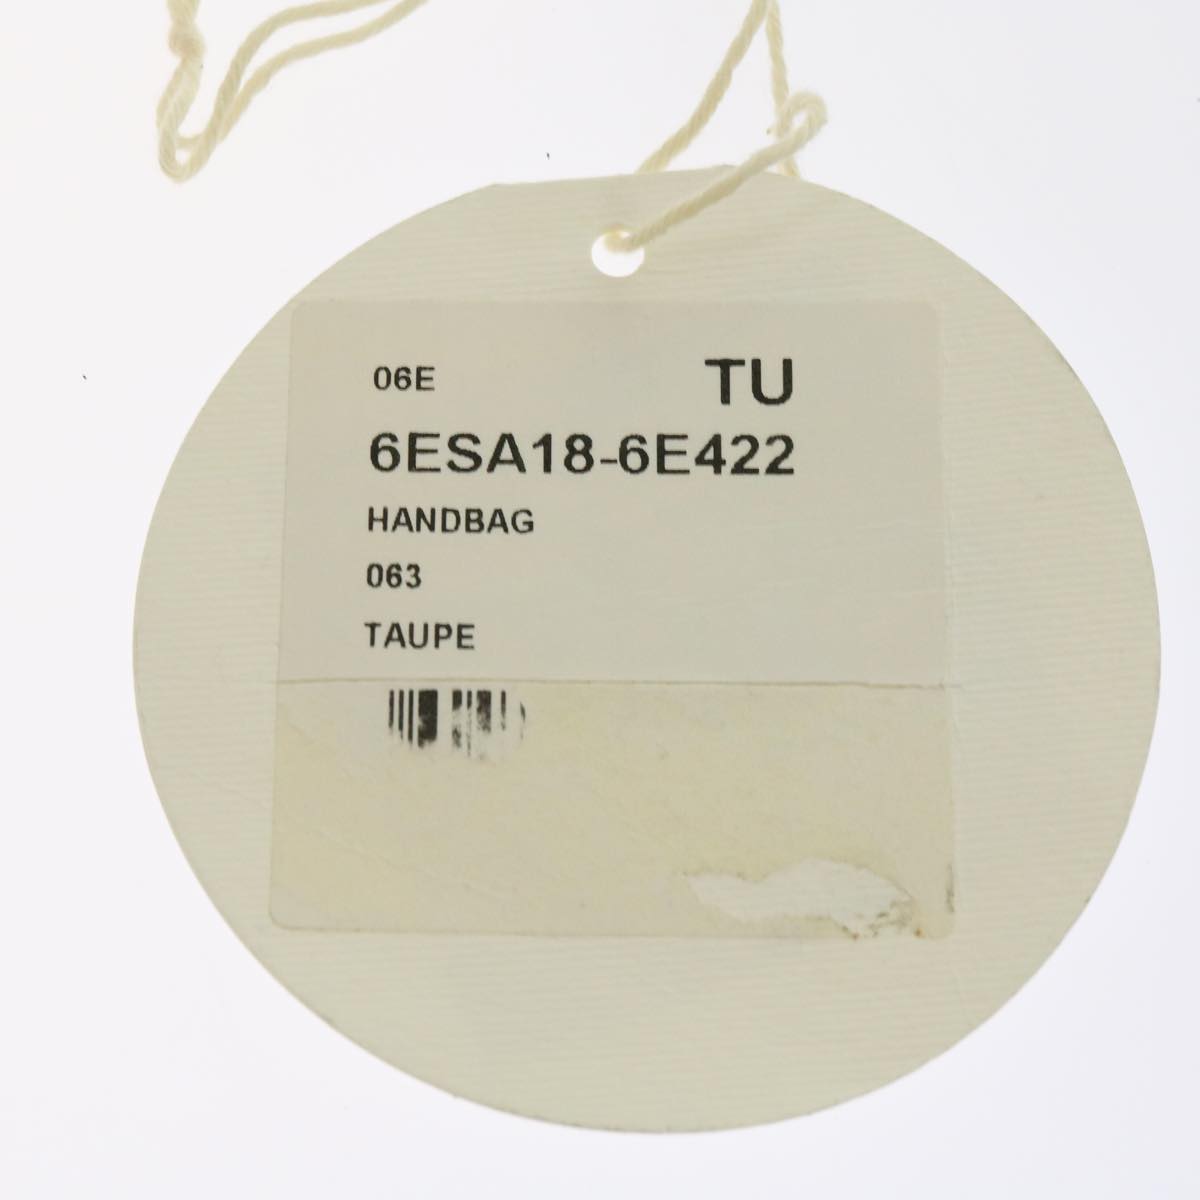 06E TU
6ESA18-6E422
HANDBAG
063
TAUPE